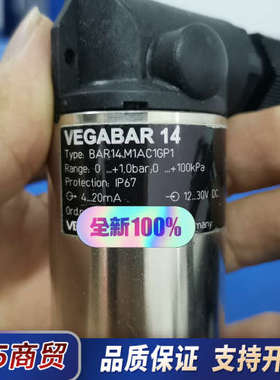 VEGABAR 14
Type: BAR14.M1AC1GP1
Range: 0 ...+1,0bar, 0 ...+100kPa
Protection: IP67
4...20mA 12...30V DC
全新100%
5商贸
品质保证 支持开